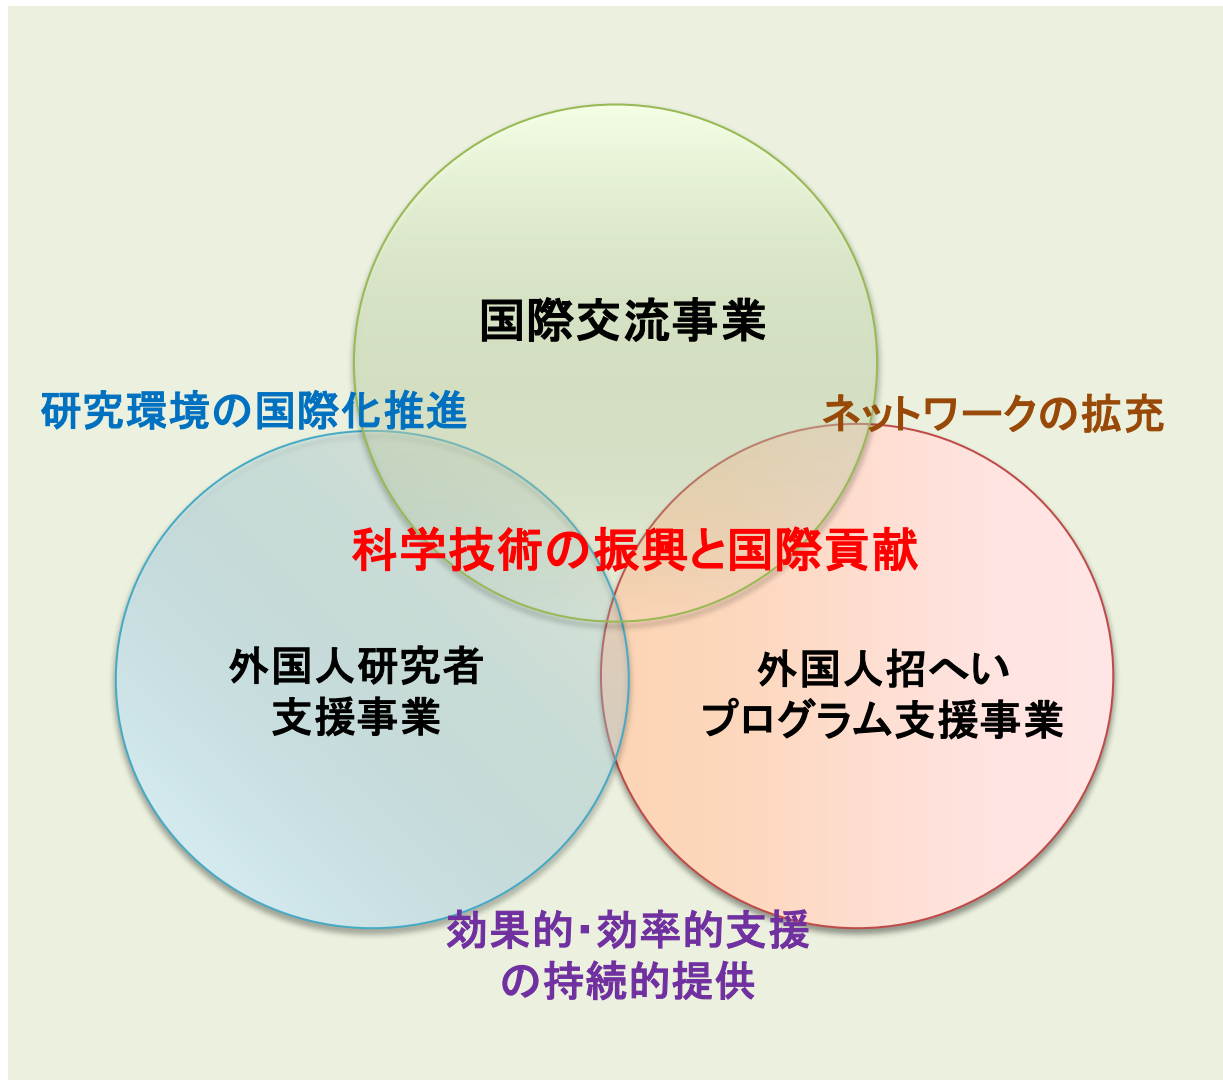 国際交流事業
研究環境の国際化推進
ネットワークの拡充
科学技術の振興と国際貢献
外国人研究者
支援事業
外国人招へい
プログラム支援事業
効果的・効率的支援
の持続的提供